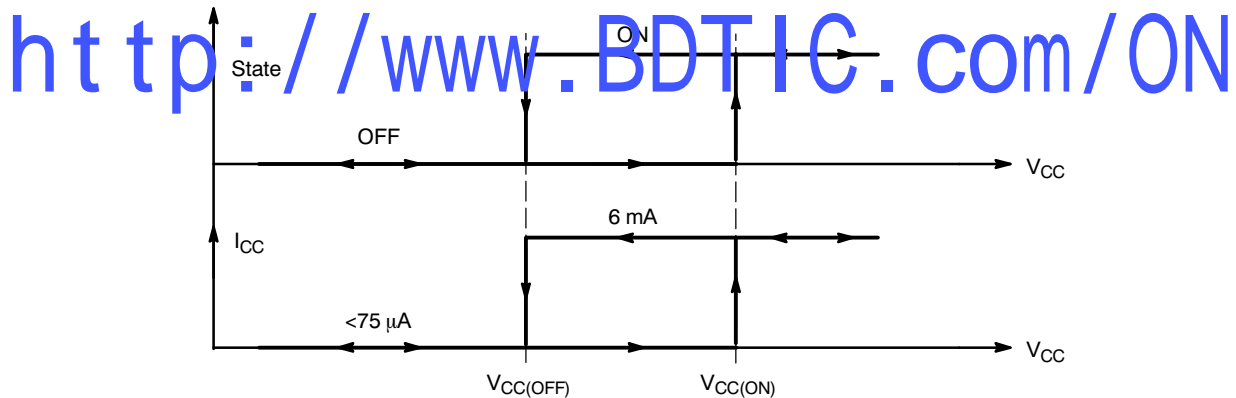 http://www.BDTIC.com/ON
ON
State
OFF
VCC
6 mA
ICC
<75 μA
VCC
VCC(OFF)
VCC(ON)